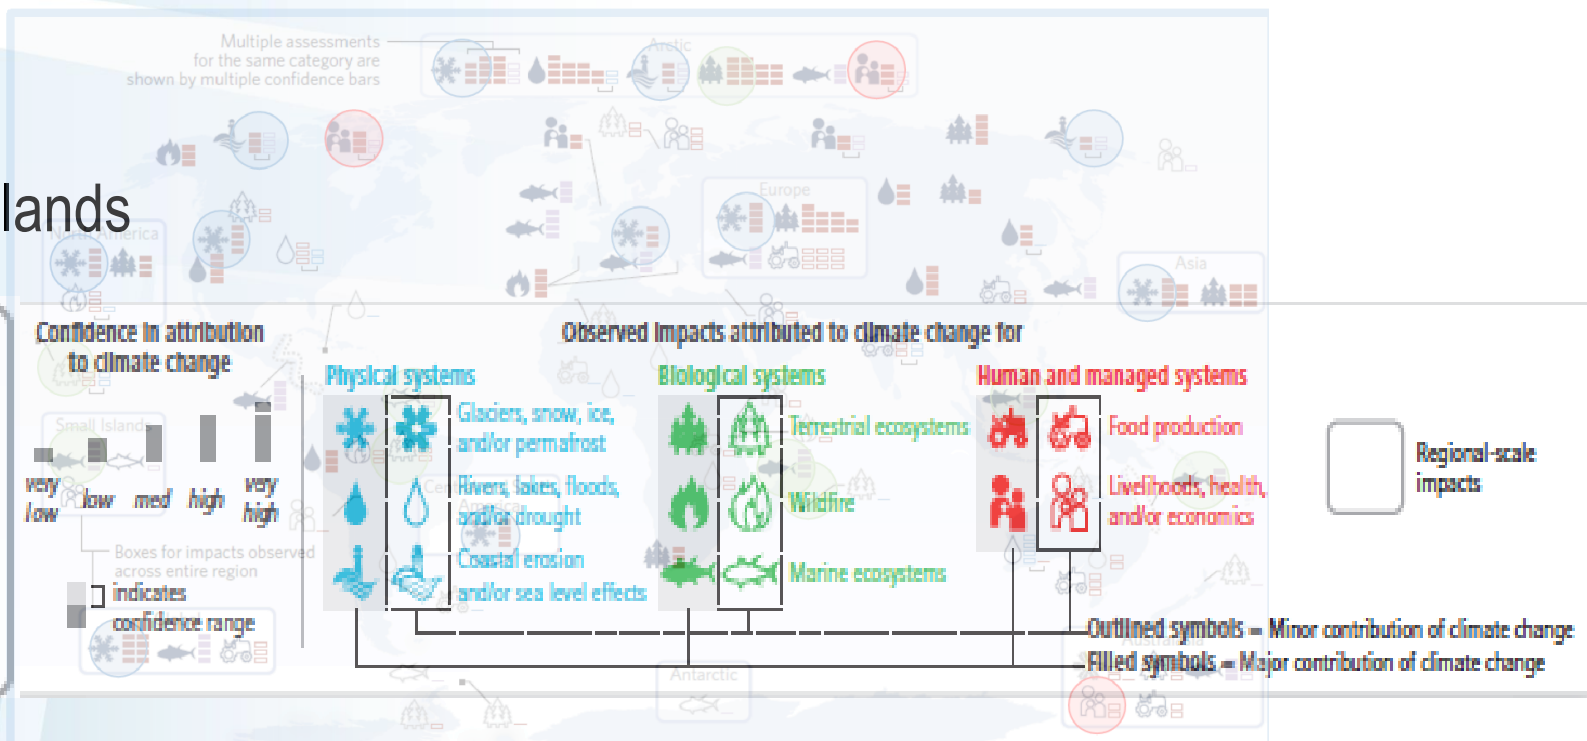 Multiple assessments
for the same category are
shown by multiple confidence bars
Arctic
Europe
lands
North America
Asia
Confidence in attribution
to climate change
Observed impacts attributed to climate change for
Physical systems
Biological systems
Human and managed systems
Glaciers, snow, ice,
and/or permafrost
Terrestrial ecosystems
Food production
Small Islands
Regional-scale
impacts
very
low
low
med
high
very
high
Rivers, lakes, floods,
and/or drought
Wildfire
Livelihoods, health,
and/or economics
Boxes for impacts observed
across entire region
Coastal erosion
and/or sea level effects
Marine ecosystems
indicates
confidence range
Outlined symbols = Minor contribution of climate change
Filled symbols = Major contribution of climate change
Antarctic